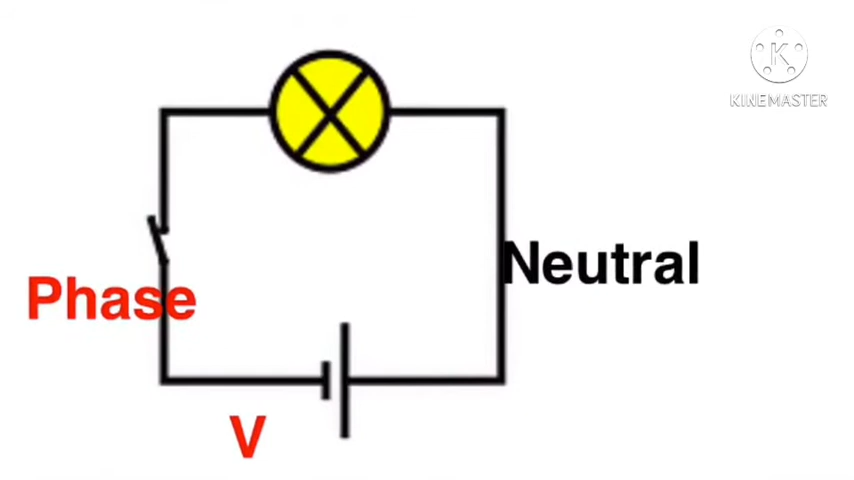 K
KINEMASTER
Neutral
Phase
V